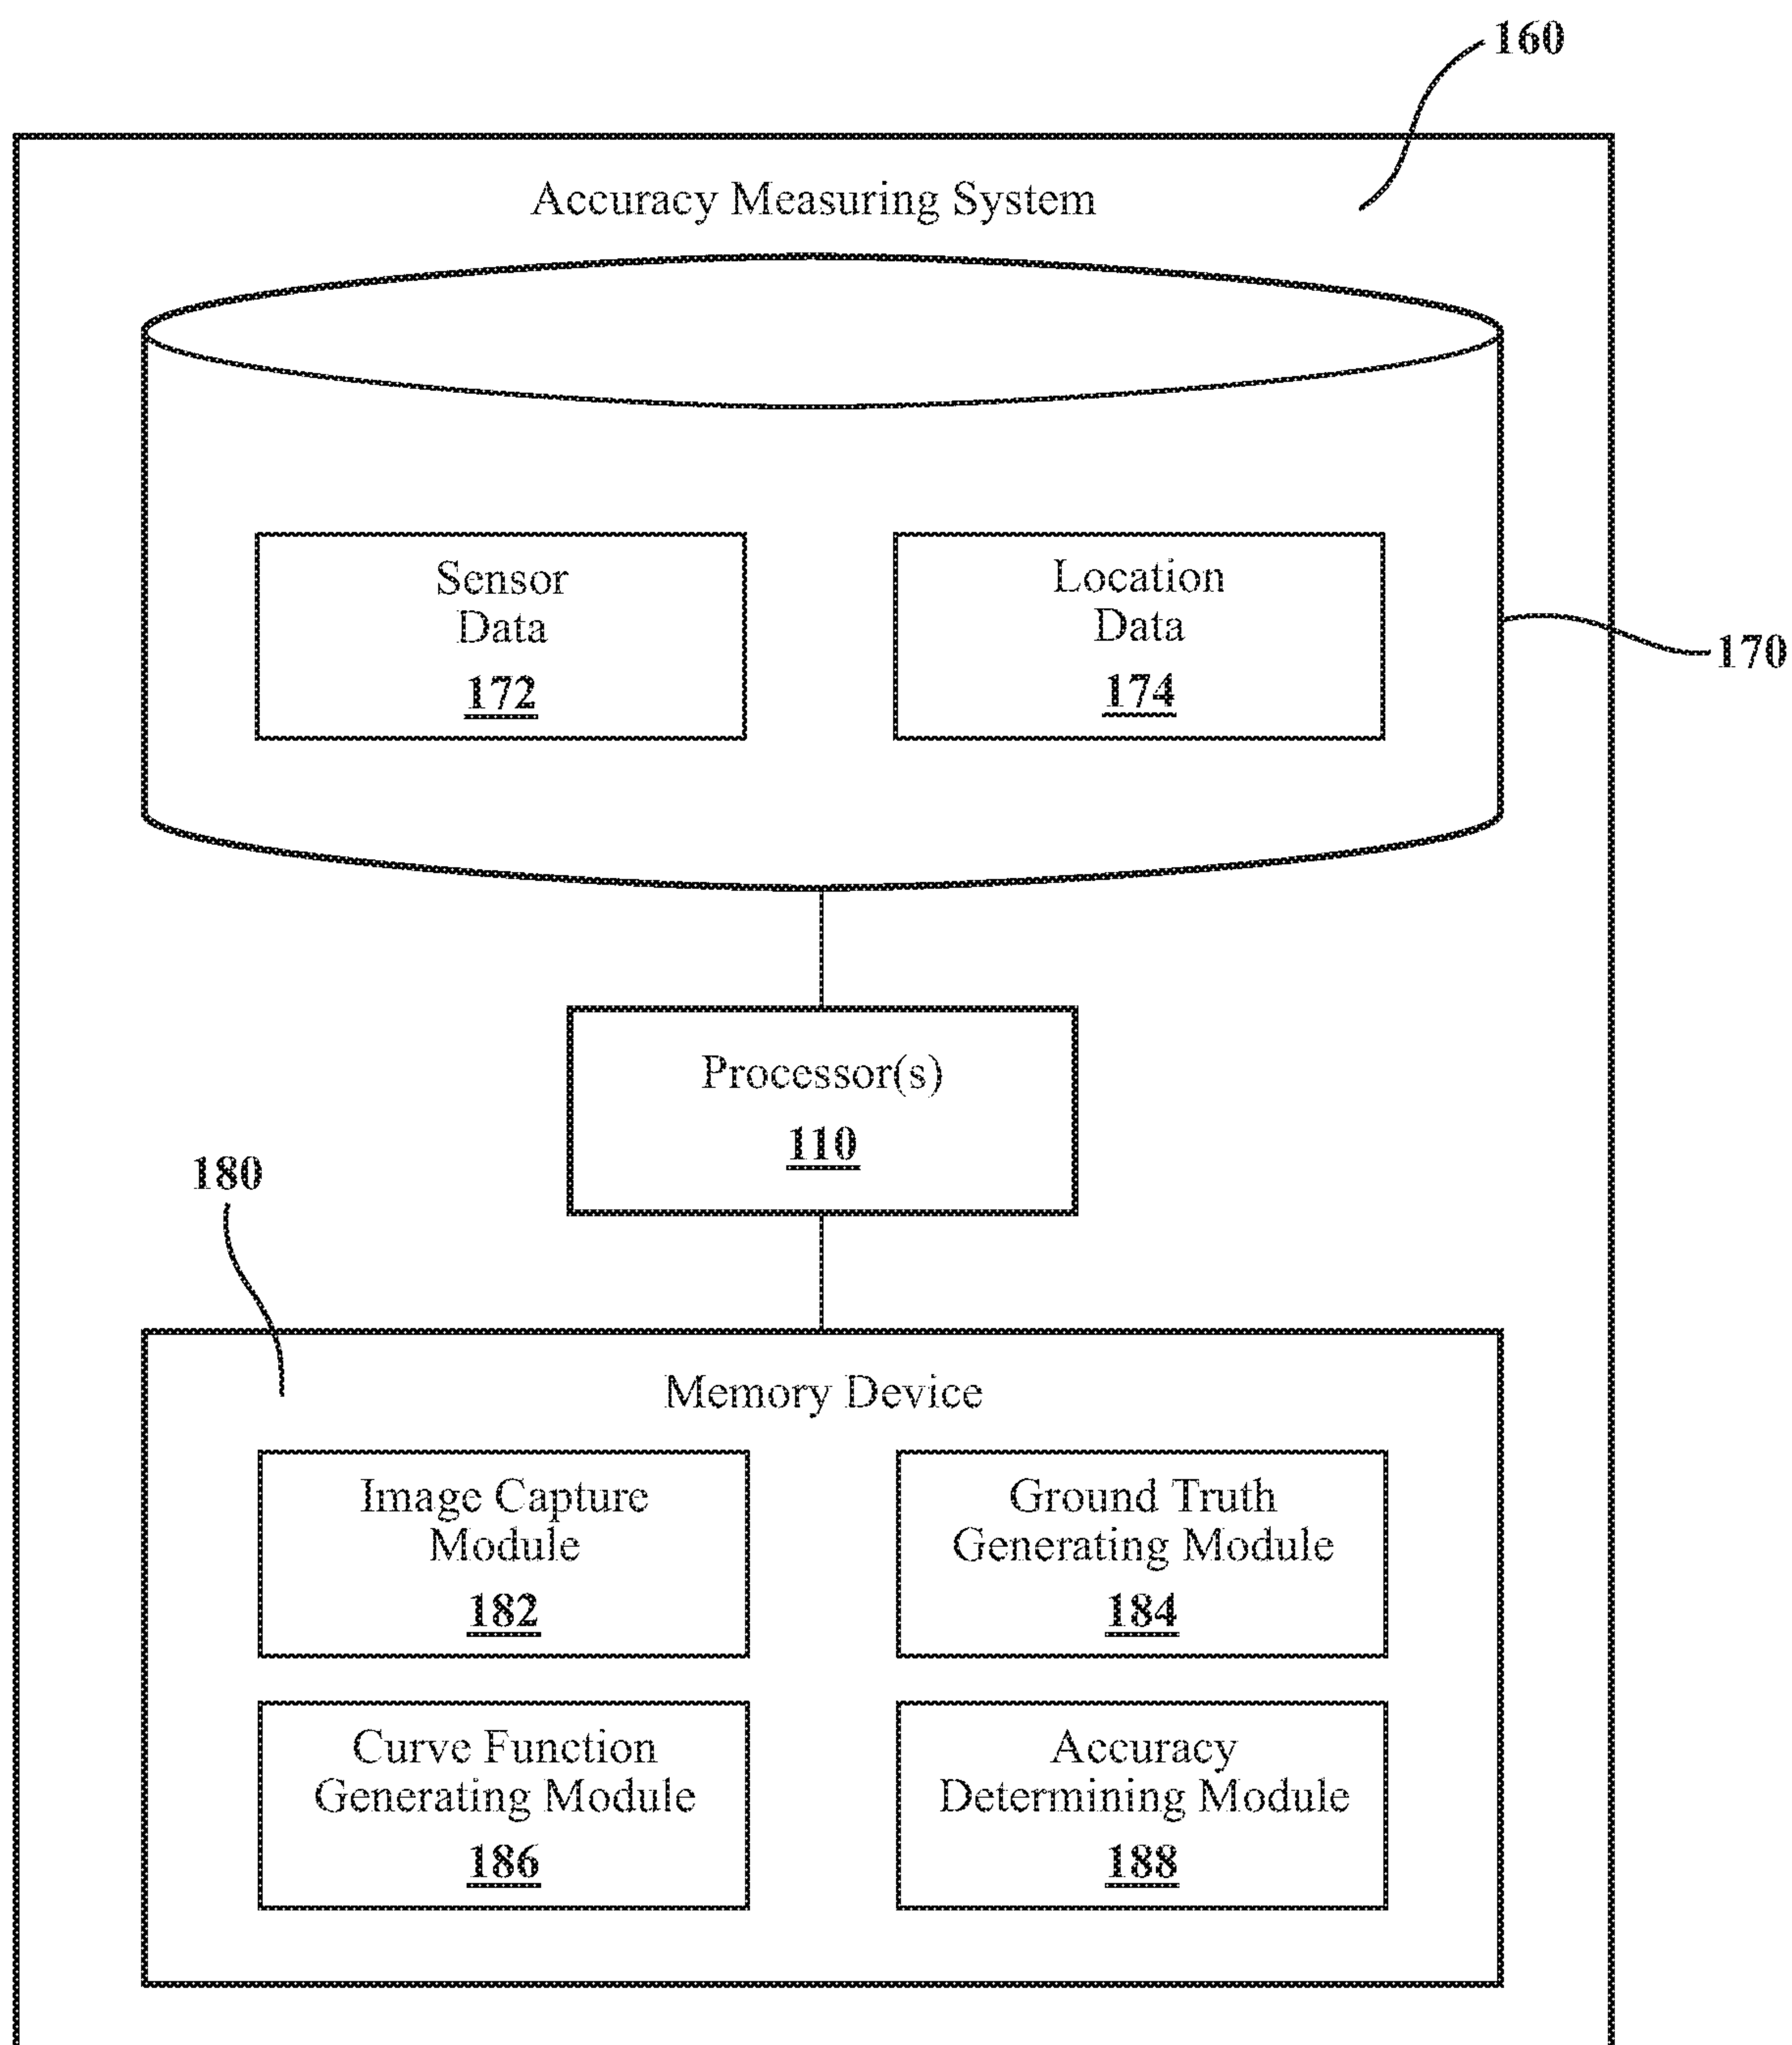 160
Accuracy Measuring System
Sensor
Data
172
Location
Data
174
170
Processor(s)
110
180
Memory Device
Image Capture
Module
182
Ground Truth
Generating Module
184
Curve Function
Generating Module
186
Accuracy
Determining Module
188